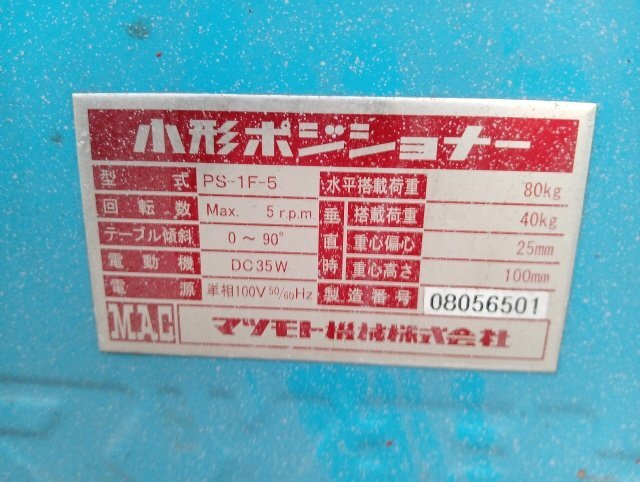 小形ポジショナー
型式 PS-1F-5 水平搭載荷重 80kg
回転数 Max. 5 r.p.m 垂直時 搭載荷重 40kg
テーブル傾斜 0～90° 重心偏心 25mm
電動機 DC35W 重心高さ 100mm
電源 単相100V 50/60Hz 製造番号 08056501
MAC マツモト機械株式会社